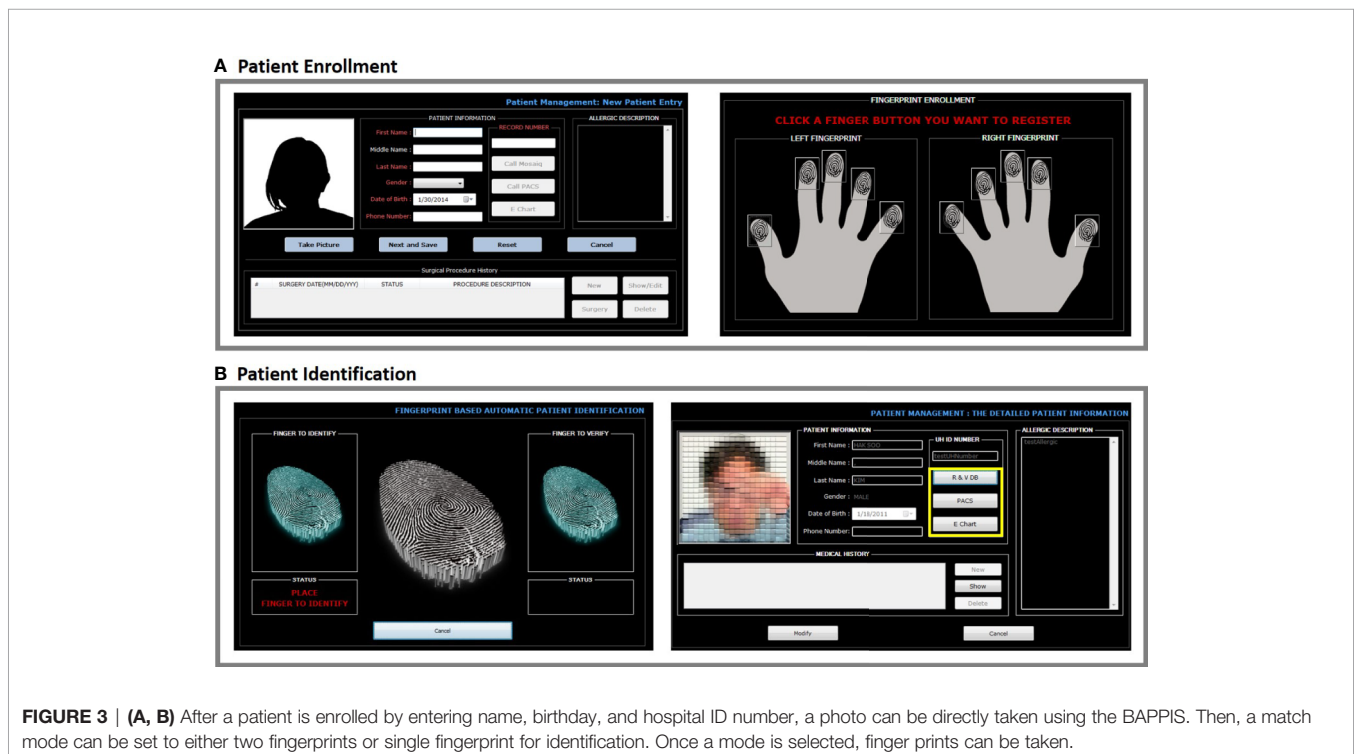 A Patient Enrollment
Patient Management: New Patient Entry
PATIENT INFORMATION
First Name :
Middle Name :
Last Name :
Gender :
Date of Birth : 1/30/2014
Phone Number:
RECORD NUMBER
Call Mosaiq
Call PACS
E Chart
ALLERGIC DESCRIPTION
Take Picture Next and Save Reset Cancel
Surgical Procedure History
# SURGERY DATE(MM/DD/YYY) STATUS PROCEDURE DESCRIPTION
New Show/Edit
Surgery Delete
FINGERPRINT ENROLLMENT
CLICK A FINGER BUTTON YOU WANT TO REGISTER
LEFT FINGERPRINT RIGHT FINGERPRINT
B Patient Identification
FINGERPRINT BASED AUTOMATIC PATIENT IDENTIFICATION
FINGER TO IDENTIFY FINGER TO VERIFY
STATUS STATUS
PLACE
FINGER TO IDENTIFY
Cancel
PATIENT MANAGEMENT : THE DETAILED PATIENT INFORMATION
PATIENT INFORMATION
First Name : HAK SOO
Middle Name : .
Last Name : KIM
Gender : MALE
Date of Birth : 1/18/2011
Phone Number:
UH ID NUMBER
testUHNumber
R & V DB
PACS
E Chart
ALLERGIC DESCRIPTION
testAllergic
MEDICAL HISTORY
New
Show
Delete
Modify Cancel
FIGURE 3 | (A, B) After a patient is enrolled by entering name, birthday, and hospital ID number, a photo can be directly taken using the BAPPIS. Then, a match
mode can be set to either two fingerprints or single fingerprint for identification. Once a mode is selected, finger prints can be taken.